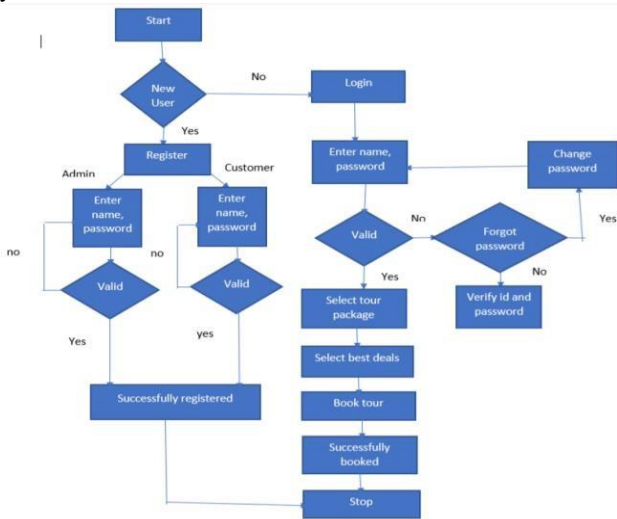 Start
No
Login
New
User
Yes
Register
Admin
Customer
Enter name,
password
Change
password
Enter
name,
password
Enter
name,
password
No
Forgot
password
Yes
Valid
no
no
Valid
Valid
Yes
No
Select tour
package
Verify id and
password
Yes
yes
Select best deals
Successfully registered
Book tour
Successfully
booked
Stop